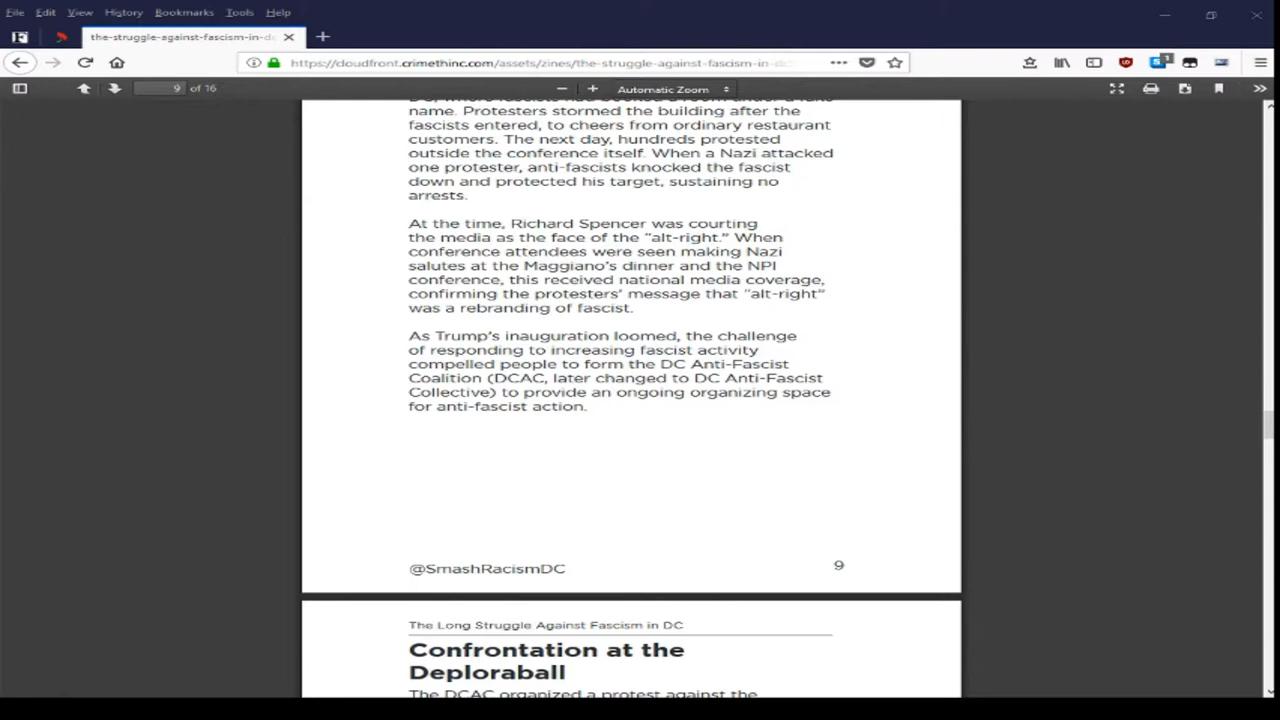 File Edit View History Bookmarks Tools Help
the-struggle-against-fascism-in-dc
https://cloudfront.crimethinc.com/assets/zines/the-struggle-against-fascism-in-dc
9 of 16
Automatic Zoom
name. Protesters stormed the building after the
fascists entered, to cheers from ordinary restaurant
customers. The next day, hundreds protested
outside the conference itself. When a Nazi attacked
one protester, anti-fascists knocked the fascist
down and protected his target, sustaining no
arrests.
At the time, Richard Spencer was courting
the media as the face of the “alt-right.” When
conference attendees were seen making Nazi
salutes at the Maggiano’s dinner and the NPI
conference, this received national media coverage,
confirming the protesters’ message that “alt-right”
was a rebranding of fascist.
As Trump’s inauguration loomed, the challenge
of responding to increasing fascist activity
compelled people to form the DC Anti-Fascist
Coalition (DCAC, later changed to DC Anti-Fascist
Collective) to provide an ongoing organizing space
for anti-fascist action.
@SmashRacismDC
9
The Long Struggle Against Fascism in DC
Confrontation at the
Deploraball
The DCAC organized a protest against the